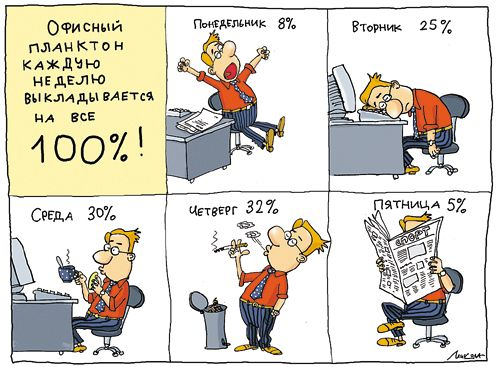 Офисный
планктон
каждую
неделю
выкладывается
на все
100%!
Понедельник 8%
Вторник 25%
Среда 30%
Четверг 32%
Пятница 5%
СПОРТ